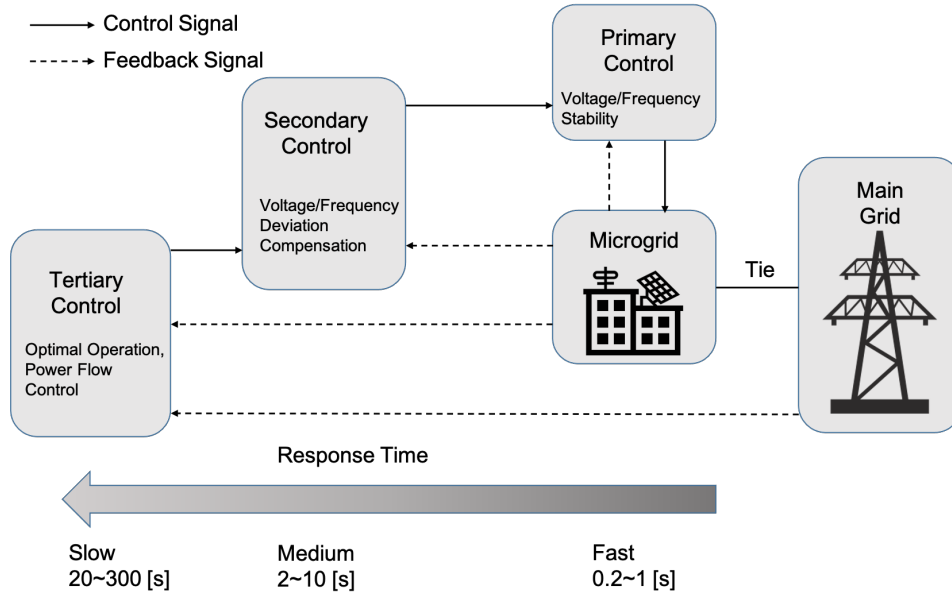 Control Signal
Feedback Signal
Primary
Control
Voltage/Frequency
Stability
Secondary
Control
Voltage/Frequency
Deviation
Compensation
Main
Grid
Microgrid
Tie
Tertiary
Control
Optimal Operation,
Power Flow
Control
Response Time
Slow
20~300 [s]
Medium
2~10 [s]
Fast
0.2~1 [s]